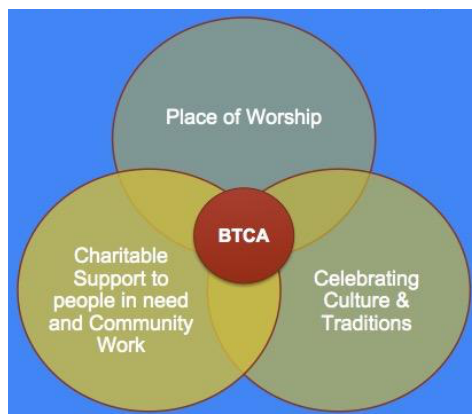 Place of Worship
BTCA
Charitable
Support to
people in need
and Community
Work
Celebrating
Culture &
Traditions